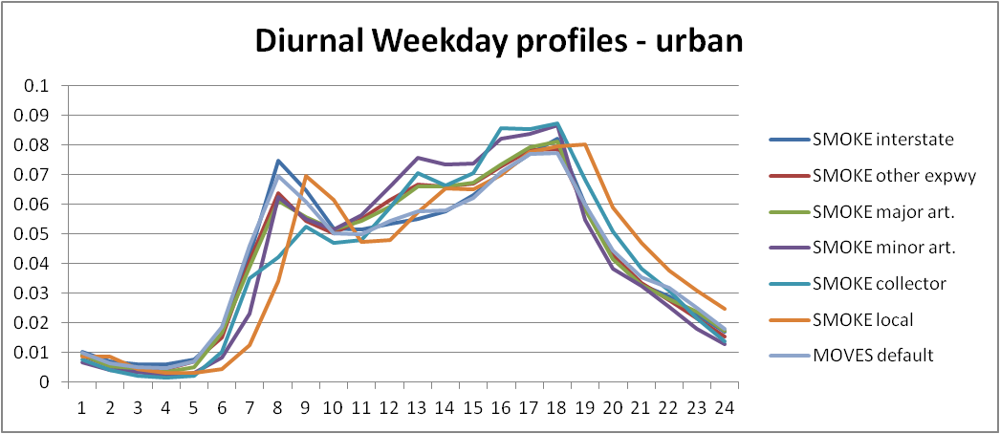 Diurnal Weekday profiles - urban
0.1
0.09
0.08
0.07
0.06
0.05
0.04
0.03
0.02
0.01
0
1 2 3 4 5 6 7 8 9 10 11 12 13 14 15 16 17 18 19 20 21 22 23 24
SMOKE interstate
SMOKE other expwy
SMOKE major art.
SMOKE minor art.
SMOKE collector
SMOKE local
MOVES default